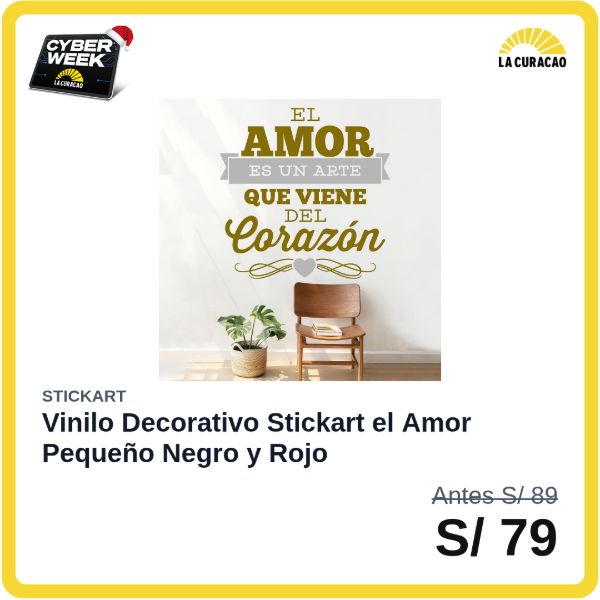 CYBER
WEEK
LA CURACAO
LA CURACAO
EL
AMOR
ES UN ARTE
QUE VIENE
DEL
Corazón
STICKART
Vinilo Decorativo Stickart el Amor
Pequeño Negro y Rojo
Antes S/ 89
S/ 79